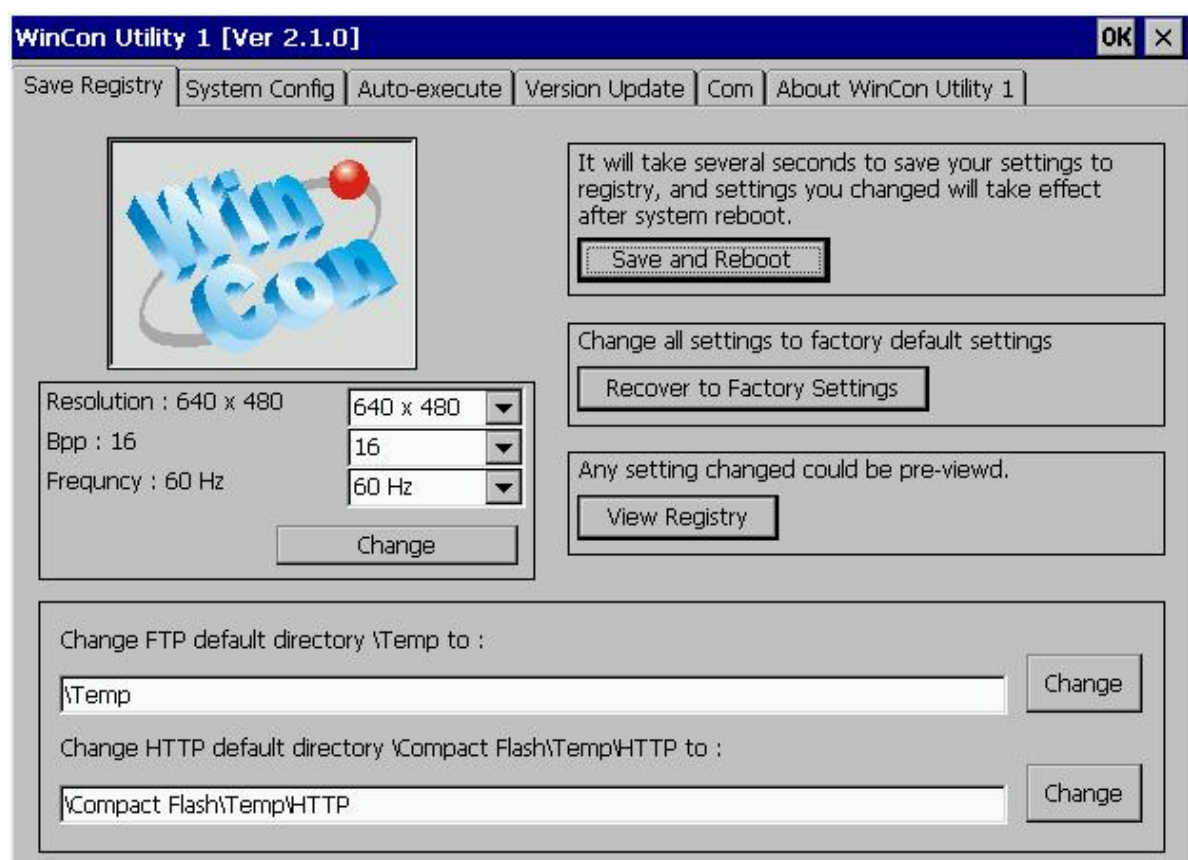 WinCon Utility 1 [Ver 2.1.0]
OK ×
Save Registry System Config Auto-execute Version Update Com About WinCon Utility 1
Win
Con
It will take several seconds to save your settings to
registry, and settings you changed will take effect
after system reboot.
Save and Reboot
Change all settings to factory default settings
Recover to Factory Settings
Any setting changed could be pre-viewd.
View Registry
Resolution : 640 x 480 640 x 480
Bpp : 16 16
Frequncy : 60 Hz 60 Hz
Change
Change FTP default directory \Temp to :
\Temp Change
Change HTTP default directory \Compact Flash\Temp\HTTP to :
\Compact Flash\Temp\HTTP Change